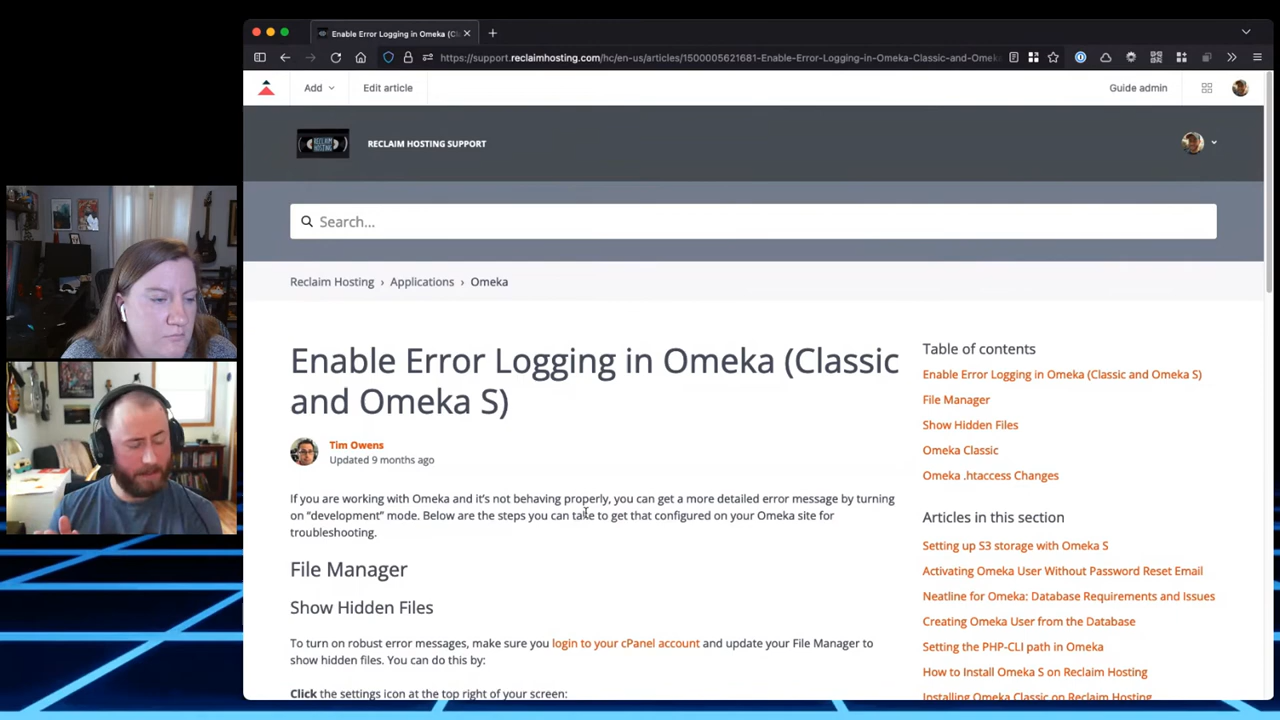 Enable Error Logging in Omeka (Cl
https://support.reclaimhosting.com/hc/en-us/articles/1500005621681-Enable-Error-Logging-in-Omeka-Classic-and-Omeka
Add
Edit article
Guide admin
RECLAIM HOSTING
RECLAIM HOSTING SUPPORT
Search...
Reclaim Hosting › Applications › Omeka
Enable Error Logging in Omeka (Classic
and Omeka S)
Tim Owens
Updated 9 months ago
If you are working with Omeka and it's not behaving properly, you can get a more detailed error message by turning
on "development" mode. Below are the steps you can take to get that configured on your Omeka site for
troubleshooting.
File Manager
Show Hidden Files
To turn on robust error messages, make sure you login to your cPanel account and update your File Manager to
show hidden files. You can do this by:
Click the settings icon at the top right of your screen:
Table of contents
Enable Error Logging in Omeka (Classic and Omeka S)
File Manager
Show Hidden Files
Omeka Classic
Omeka .htaccess Changes
Articles in this section
Setting up S3 storage with Omeka S
Activating Omeka User Without Password Reset Email
Neatline for Omeka: Database Requirements and Issues
Creating Omeka User from the Database
Setting the PHP-CLI path in Omeka
How to Install Omeka S on Reclaim Hosting
Installing Omeka Classic on Reclaim Hosting